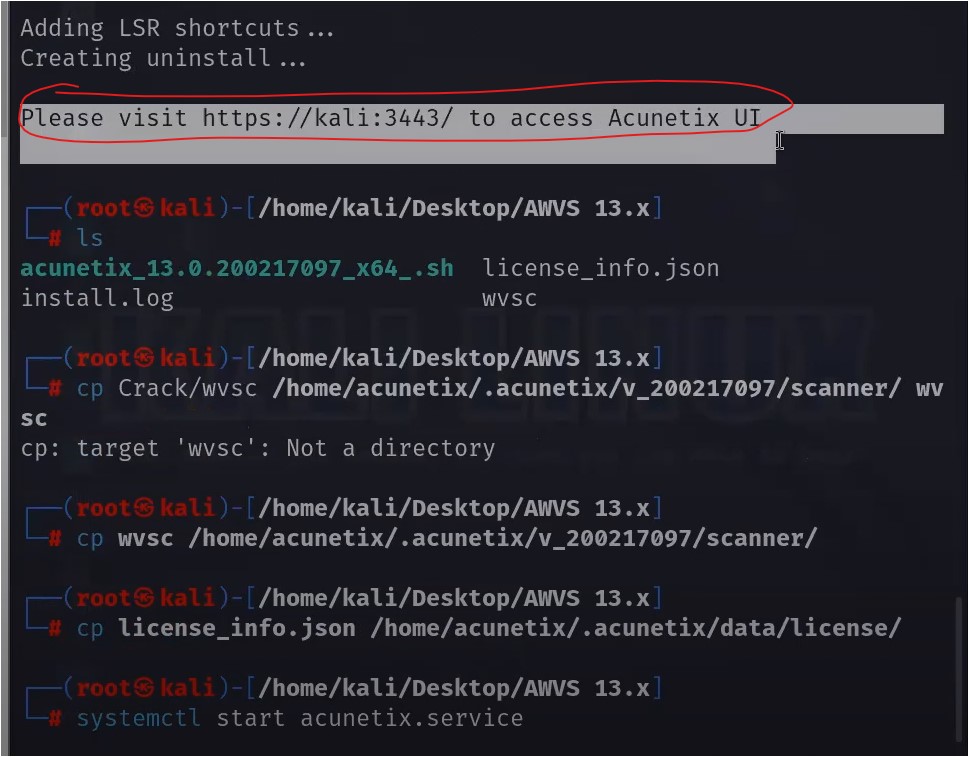 Adding LSR shortcuts...
Creating uninstall...
Please visit https://kali:3443/ to access Acunetix UI
┌──(root㉿kali)-[/home/kali/Desktop/AWVS 13.x]
└─# ls
acunetix_13.0.200217097_x64_.sh  license_info.json
install.log                      wvsc
┌──(root㉿kali)-[/home/kali/Desktop/AWVS 13.x]
└─# cp Crack/wvsc /home/acunetix/.acunetix/v_200217097/scanner/ wv
sc
cp: target 'wvsc': Not a directory
┌──(root㉿kali)-[/home/kali/Desktop/AWVS 13.x]
└─# cp wvsc /home/acunetix/.acunetix/v_200217097/scanner/
┌──(root㉿kali)-[/home/kali/Desktop/AWVS 13.x]
└─# cp license_info.json /home/acunetix/.acunetix/data/license/
┌──(root㉿kali)-[/home/kali/Desktop/AWVS 13.x]
└─# systemctl start acunetix.service
KALI LINUX